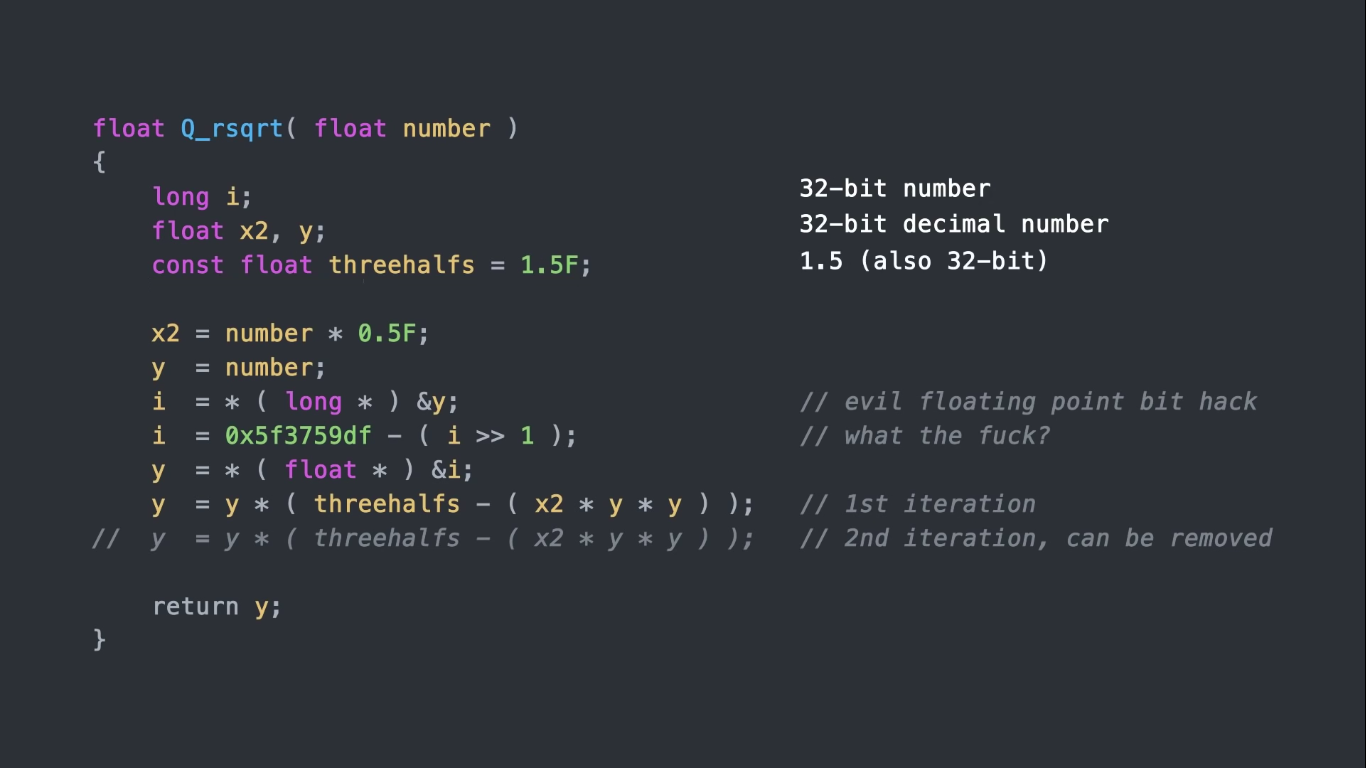 float Q_rsqrt( float number )
{
long i; 32-bit number
float x2, y; 32-bit decimal number
const float threehalfs = 1.5F; 1.5 (also 32-bit)
x2 = number * 0.5F;
y = number;
i = * ( long * ) &y; // evil floating point bit hack
i = 0x5f3759df - ( i >> 1 ); // what the fuck?
y = * ( float * ) &i;
y = y * ( threehalfs - ( x2 * y * y ) ); // 1st iteration
// y = y * ( threehalfs - ( x2 * y * y ) ); // 2nd iteration, can be removed
return y;
}